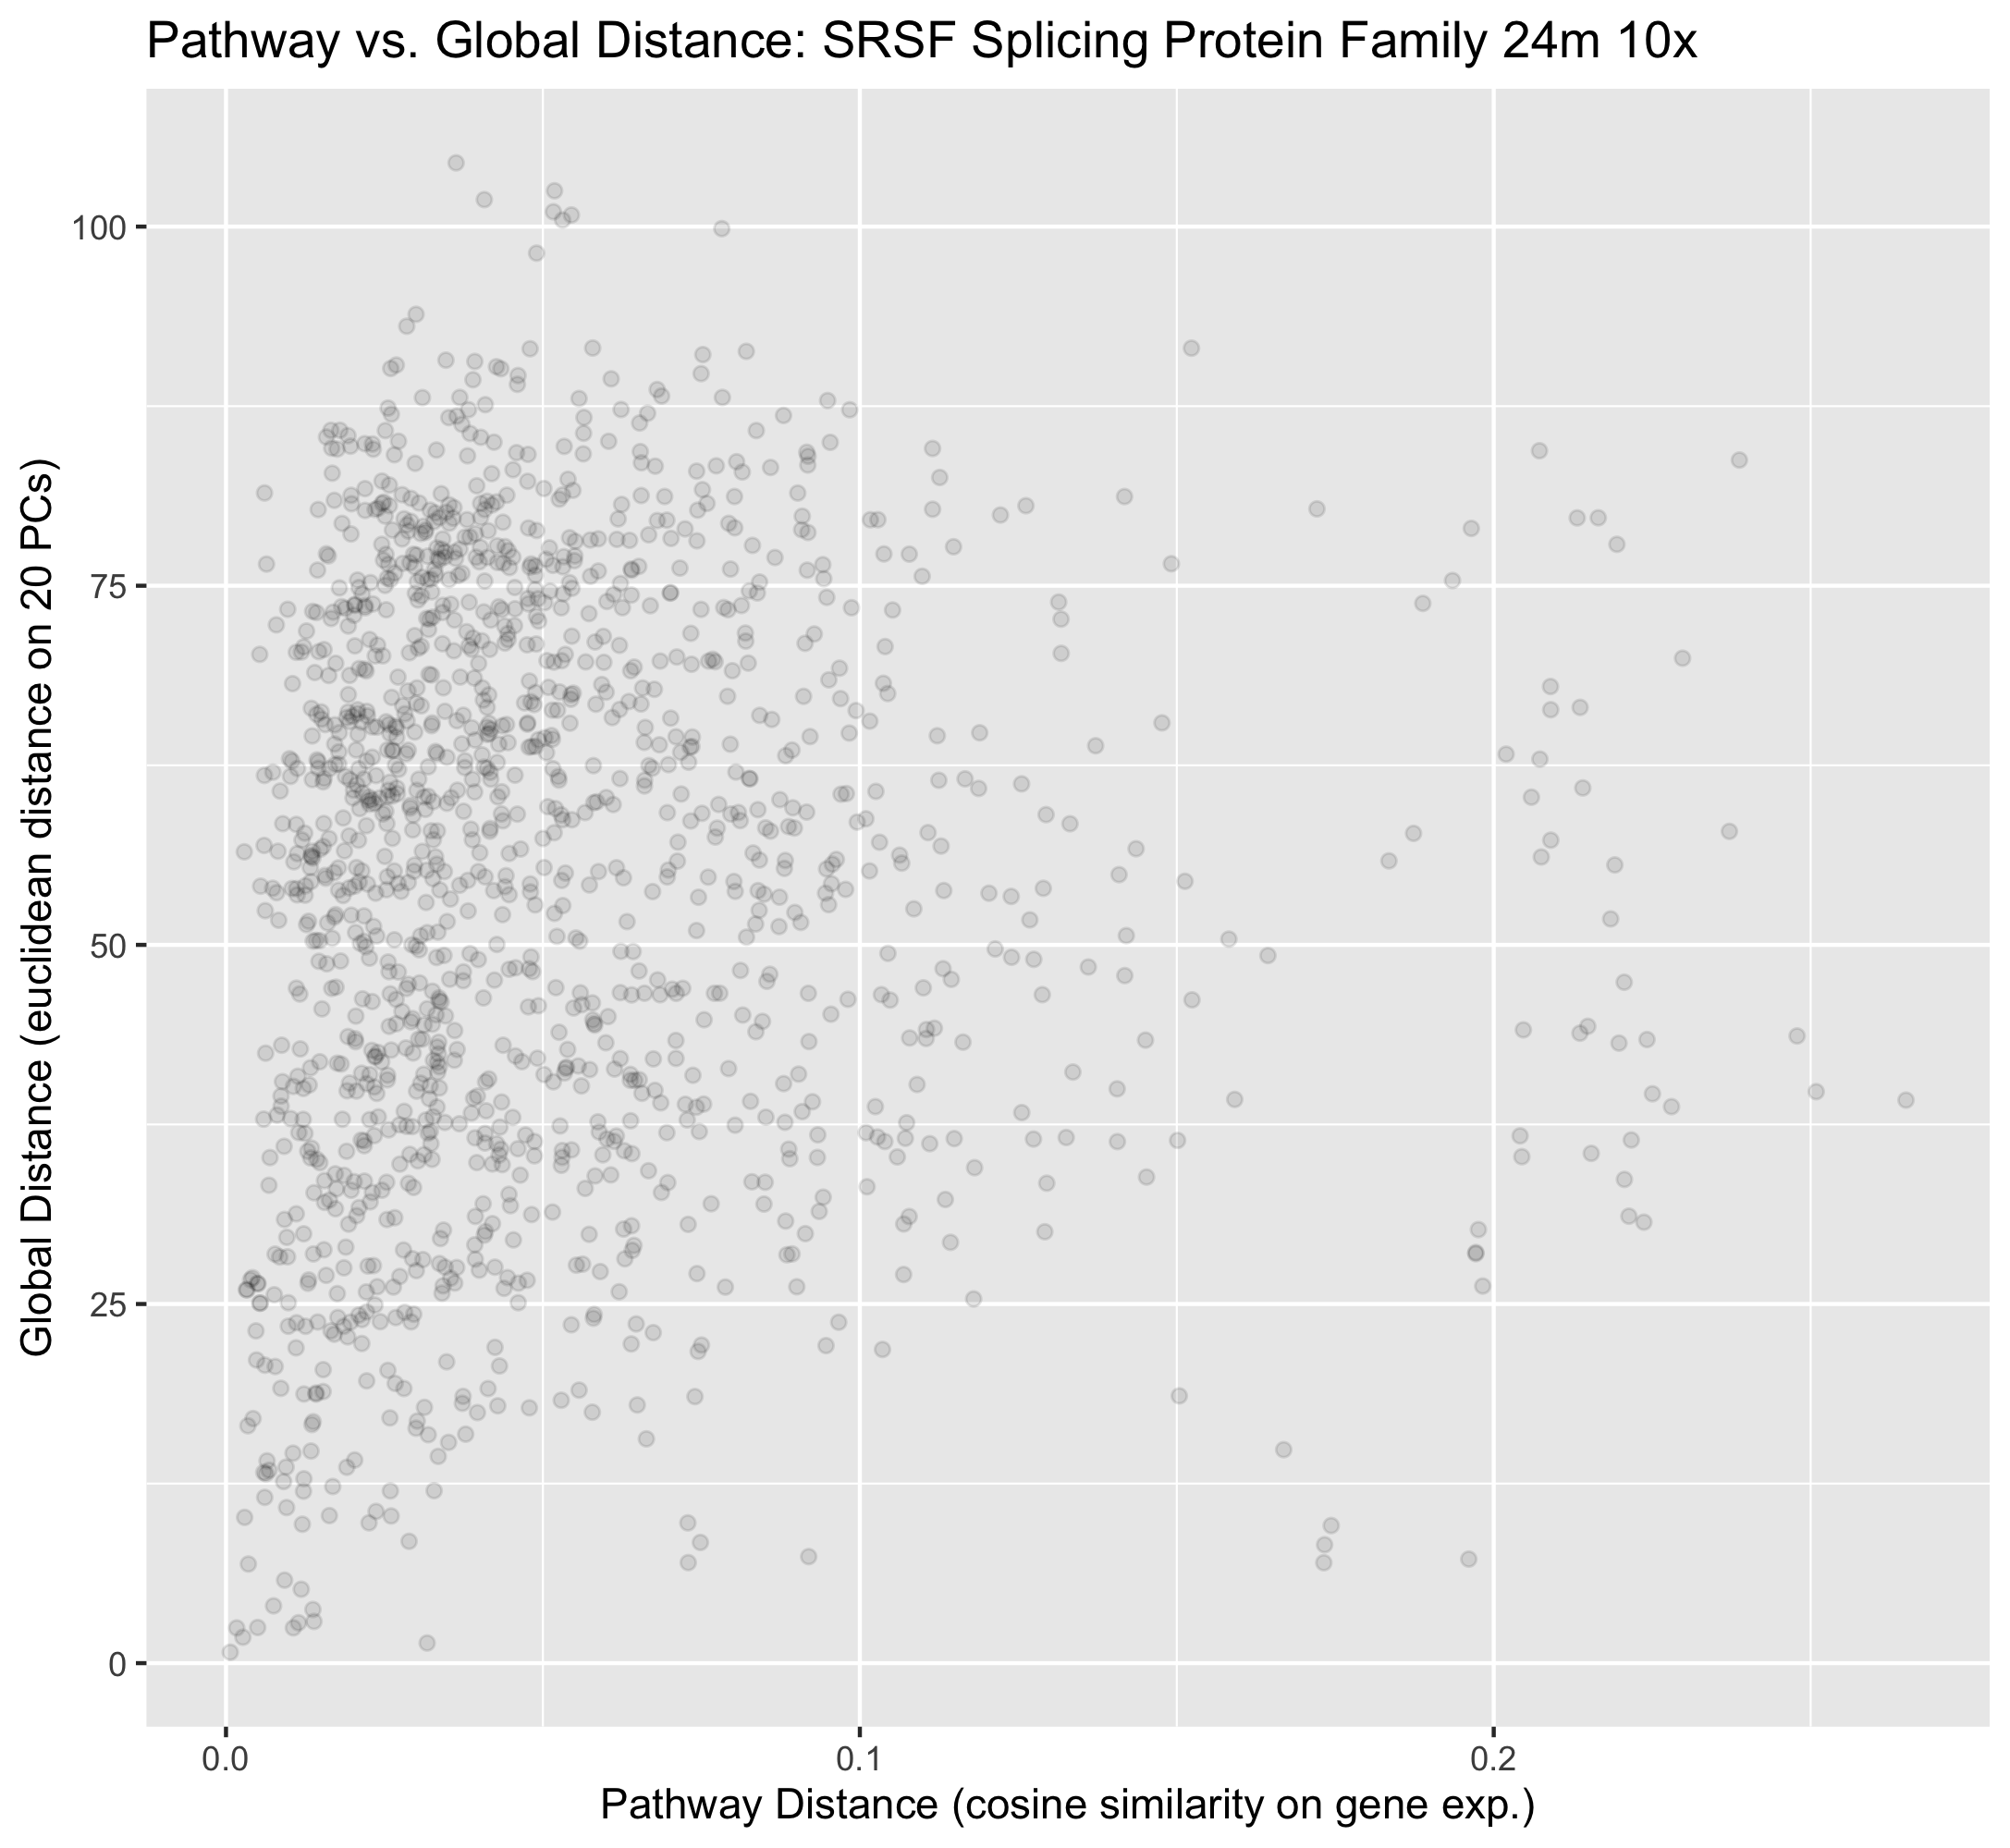 Pathway vs. Global Distance: SRSF Splicing Protein Family 24m 10x
Global Distance (euclidean distance on 20 PCs)
100
75
50
25
0
0.0
0.1
0.2
Pathway Distance (cosine similarity on gene exp.)